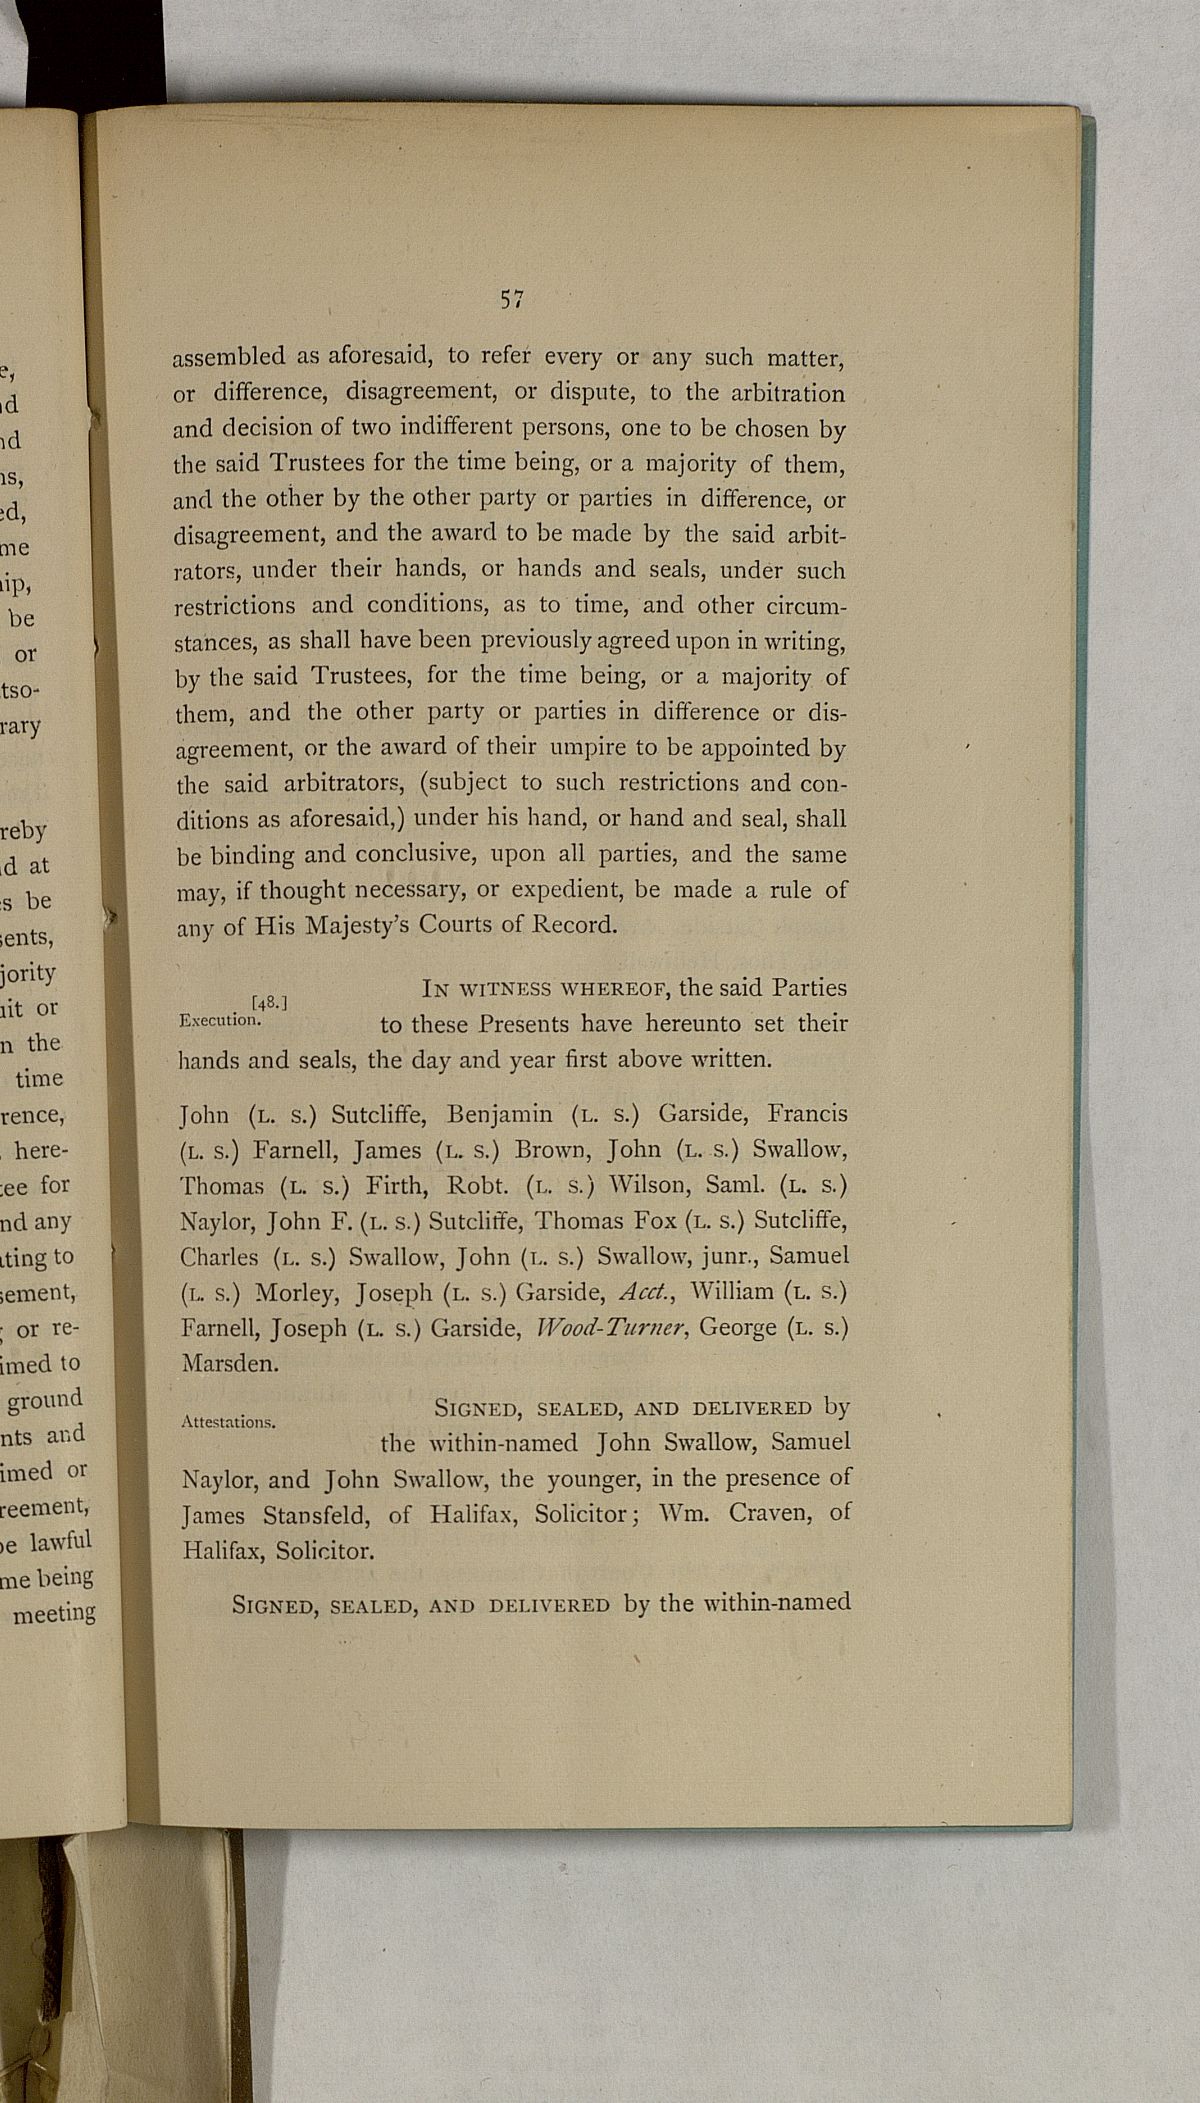 57
assembled as aforesaid, to refer every or any such matter,
or difference, disagreement, or dispute, to the arbitration
and decision of two indifferent persons, one to be chosen by
the said Trustees for the time being, or a majority of them,
and the other by the other party or parties in difference, or
disagreement, and the award to be made by the said arbit-
rators, under their hands, or hands and seals, under such
restrictions and conditions, as to time, and other circum-
stances, as shall have been previously agreed upon in writing,
by the said Trustees, for the time being, or a majority of
them, and the other party or parties in difference or dis-
agreement, or the award of their umpire to be appointed by
the said arbitrators, (subject to such restrictions and con-
ditions as aforesaid,) under his hand, or hand and seal, shall
be binding and conclusive, upon all parties, and the same
may, if thought necessary, or expedient, be made a rule of
any of His Majesty's Courts of Record.
[48.]
Execution.
IN WITNESS WHEREOF, the said Parties
to these Presents have hereunto set their
hands and seals, the day and year first above written.
John (L. S.) Sutcliffe, Benjamin (L. S.) Garside, Francis
(L. S.) Farnell, James (L. S.) Brown, John (L. S.) Swallow,
Thomas (L. S.) Firth, Robt. (L. S.) Wilson, Saml. (L. S.)
Naylor, John F. (L. S.) Sutcliffe, Thomas Fox (L. S.) Sutcliffe,
Charles (L. S.) Swallow, John (L. S.) Swallow, junr., Samuel
(L. S.) Morley, Joseph (L. S.) Garside, Acct., William (L. S.)
Farnell, Joseph (L. S.) Garside, Wood-Turner, George (L. S.)
Marsden.
Attestations.
SIGNED, SEALED, AND DELIVERED by
the within-named John Swallow, Samuel
Naylor, and John Swallow, the younger, in the presence of
James Stansfeld, of Halifax, Solicitor; Wm. Craven, of
Halifax, Solicitor.
SIGNED, SEALED, AND DELIVERED by the within-named